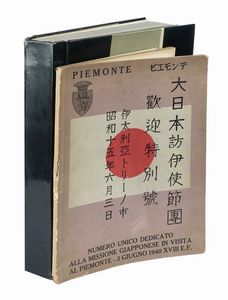 PIEMONTE
ピエモンテ
大日本訪伊使節團
歡迎特別號
伊太利亞トリーノ市
昭和十五年六月三日
NUMERO UNICO DEDICATO
ALLA MISSIONE GIAPPONESE IN VISITA
AL PIEMONTE - 3 GIUGNO 1940 XVIII E.F.